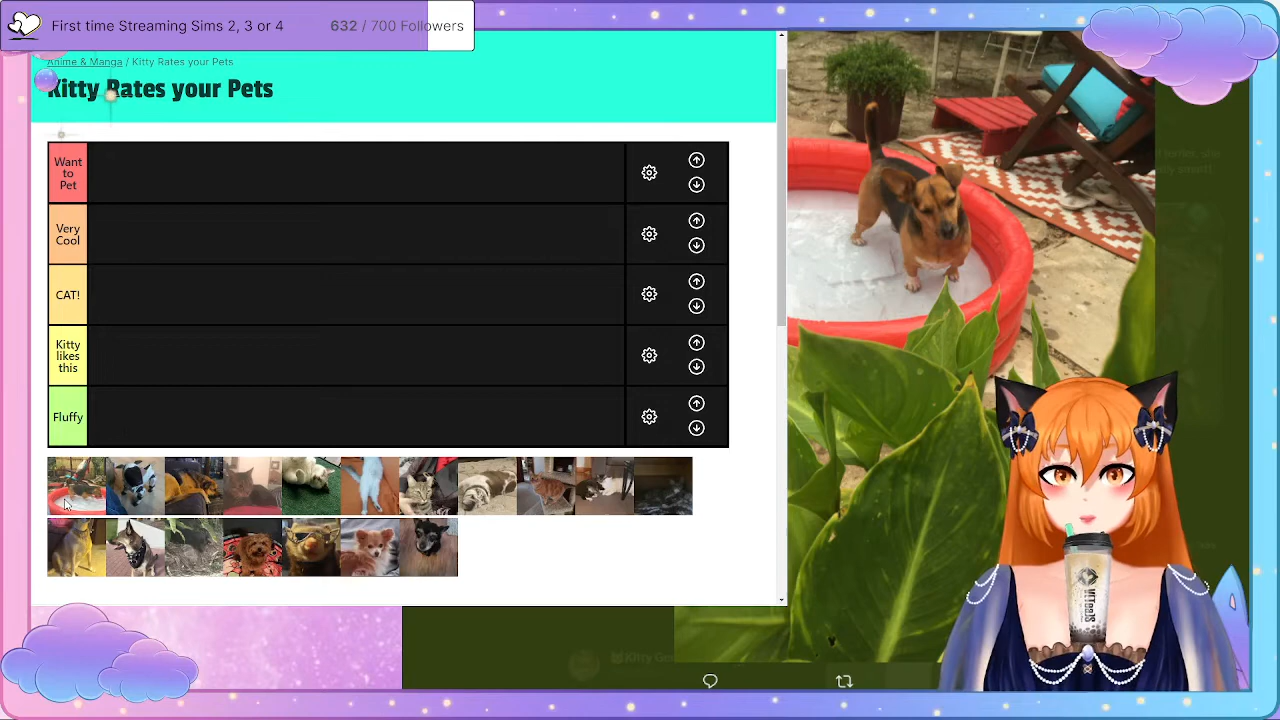 First time Streaming Sims 2, 3 or 4 632 / 700 Followers
Anime & Manga / Kitty Rates your Pets
Kitty Rates your Pets
Want
to
Pet
Very
Cool
CAT!
Kitty
likes
this
Fluffy